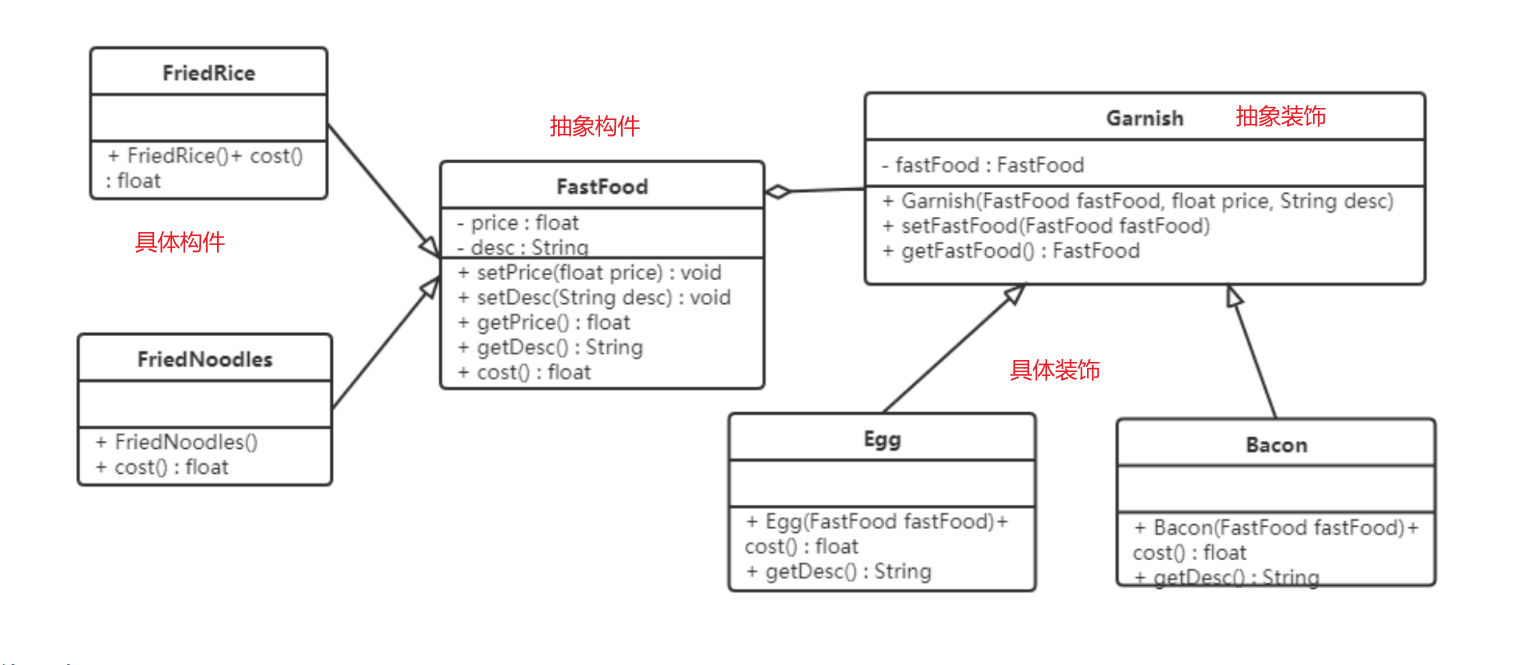 FriedRice
+ FriedRice()+ cost()
: float
具体构件
FriedNoodles
+ FriedNoodles()
+ cost() : float
抽象构件
FastFood
- price : float
- desc : String
+ setPrice(float price) : void
+ setDesc(String desc) : void
+ getPrice() : float
+ getDesc() : String
+ cost() : float
Garnish 抽象装饰
- fastFood : FastFood
+ Garnish(FastFood fastFood, float price, String desc)
+ setFastFood(FastFood fastFood)
+ getFastFood() : FastFood
具体装饰
Egg
+ Egg(FastFood fastFood)+
cost() : float
+ getDesc() : String
Bacon
+ Bacon(FastFood fastFood)+
cost() : float
+ getDesc() : String